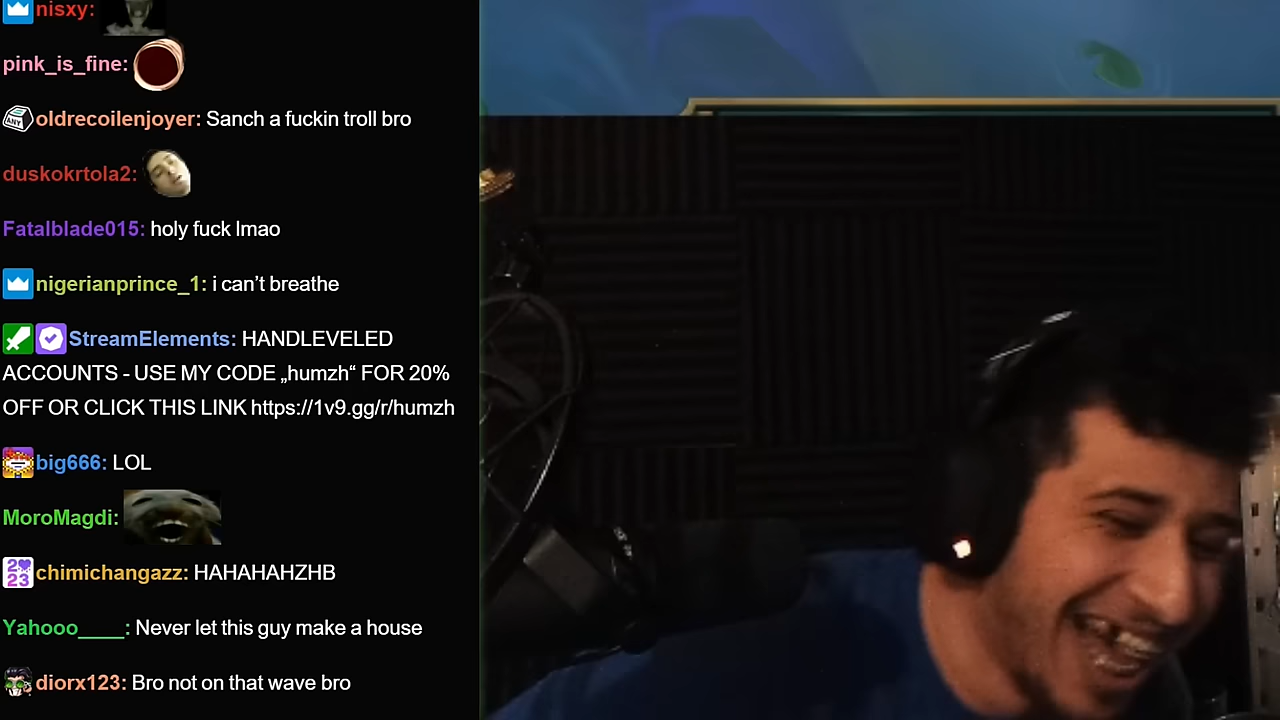 nisxy:
pink_is_fine:
ANY oldrecoilenjoyer: Sanch a fuckin troll bro
duskokrtola2:
Fatalblade015: holy fuck lmao
nigerianprince_1: i can’t breathe
StreamElements: HANDLEVELED
ACCOUNTS - USE MY CODE „humzh“ FOR 20%
OFF OR CLICK THIS LINK https://1v9.gg/r/humzh
big666: LOL
MoroMagdi:
2023 chimichangazz: HAHAHAHZHB
Yahooo____: Never let this guy make a house
diorx123: Bro not on that wave bro